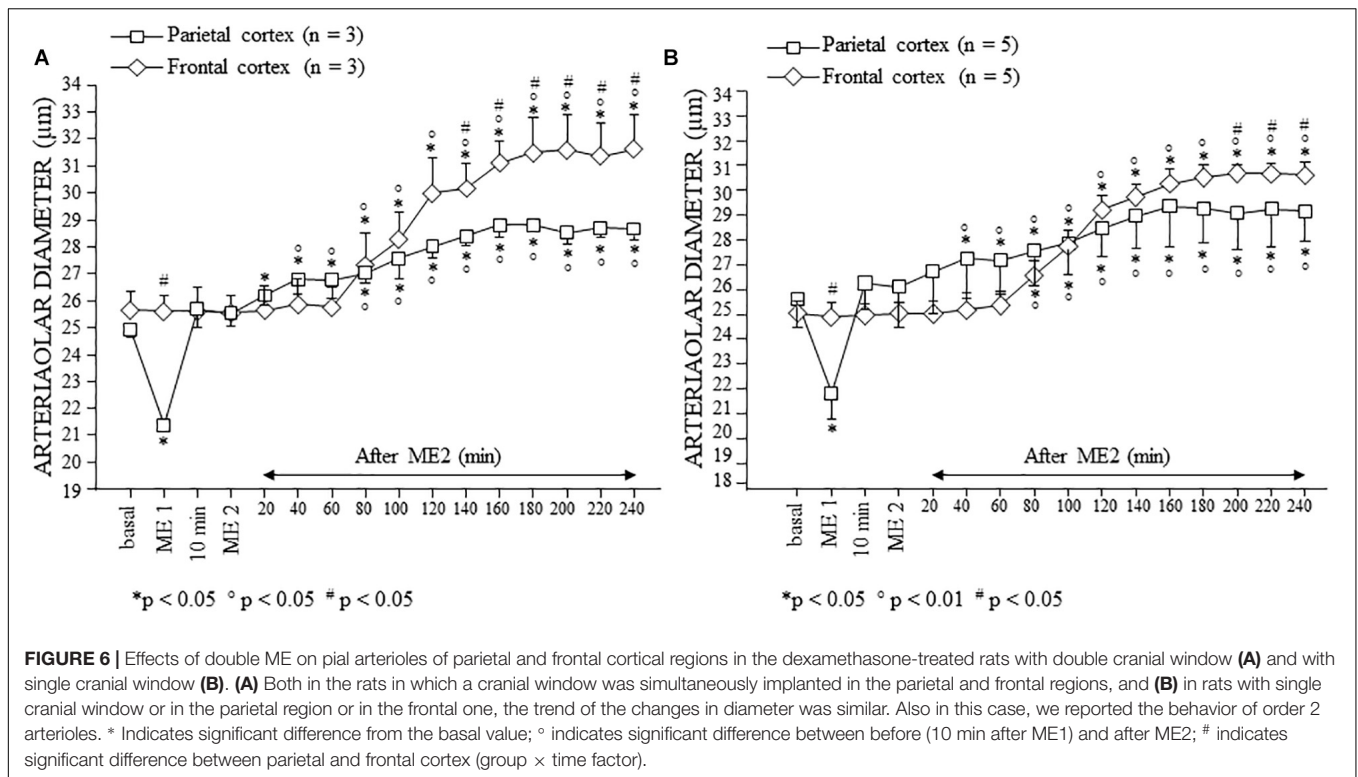 A
Parietal cortex (n = 3)
Frontal cortex (n = 3)
ARTERIAOLAR DIAMETER (µm)
34
33
32
31
30
29
28
27
26
25
24
23
22
21
20
19
After ME2 (min)
basal
ME 1
10 min
ME 2
20 40 60 80 100 120 140 160 180 200 220 240
*p < 0.05 ° p < 0.05 # p < 0.05
B
Parietal cortex (n = 5)
Frontal cortex (n = 5)
ARTERIAOLAR DIAMETER (µm)
34
33
32
31
30
29
28
27
26
25
24
23
22
21
20
19
18
After ME2 (min)
basal
ME 1
10 min
ME 2
20 40 60 80 100 120 140 160 180 200 220 240
*p < 0.05 ° p < 0.01 # p < 0.05
FIGURE 6 | Effects of double ME on pial arterioles of parietal and frontal cortical regions in the dexamethasone-treated rats with double cranial window (A) and with
single cranial window (B). (A) Both in the rats in which a cranial window was simultaneously implanted in the parietal and frontal regions, and (B) in rats with single
cranial window or in the parietal region or in the frontal one, the trend of the changes in diameter was similar. Also in this case, we reported the behavior of order 2
arterioles. * Indicates significant difference from the basal value; ° indicates significant difference between before (10 min after ME1) and after ME2; # indicates
significant difference between parietal and frontal cortex (group × time factor).